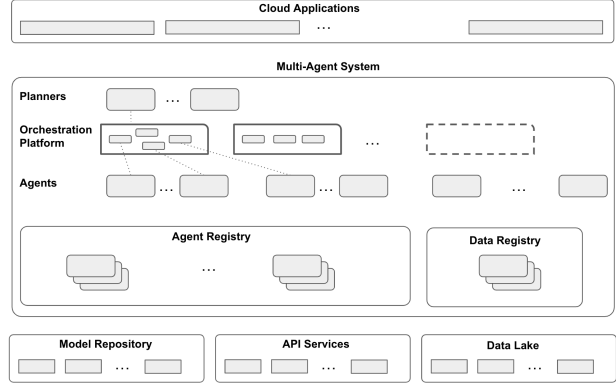 Cloud Applications
...
Multi-Agent System
Planners
...
Orchestration
Platform
...
Agents
... ... ...
Agent Registry
Data Registry
...
Model Repository
API Services
Data Lake
... ... ...